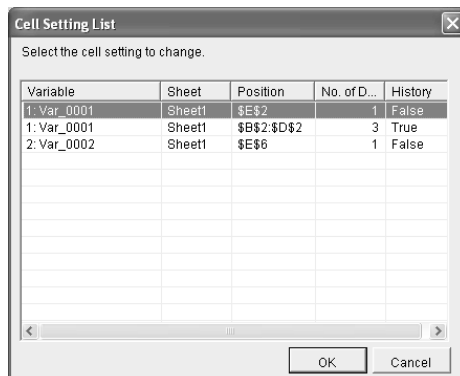 Cell Setting List
Select the cell setting to change.
Variable Sheet Position No. of D... History
1: Var_0001 Sheet1 $E$2 1 False
1: Var_0001 Sheet1 $B$2:$D$2 3 True
2: Var_0002 Sheet1 $E$6 1 False
OK Cancel